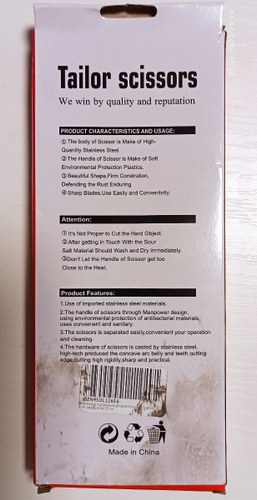 Tailor scissors
We win by quality and reputation
PRODUCT CHARACTERISTICS AND USAGE:
① The body of Scissor is Make of High-
Quanlity Stainless Steel.
② The Handle of Scissor is Make of Soft
Environmental Protection Plastics.
③ Beautiful Shape,Firm Constration,
Defending the Rust Enduring
④ Sharp Blades,Use Easily and Convently.
Attention:
① It's Not Proper to Cut the Hard Object.
② After getting in Touch With the Sour
Salt Material Should Wash and Dry immediately.
③Don't Let the Handle of Scissor get too
Close to the Heat.
Product Features:
1.Use of imported stainless steel materials.
2.The handle of scissors through Manpower design,
using environmental protection of antibacterial materials,
uses convenient and sanitary.
3.The scissors is separated easily,convenient your operation
and cleaning.
4.The hardware of scissors is casted by stainless steel,
high-tech produced the concave arc belly and teeth cutting
edge,cutting high rigidity,sharp and practical.
Made in China